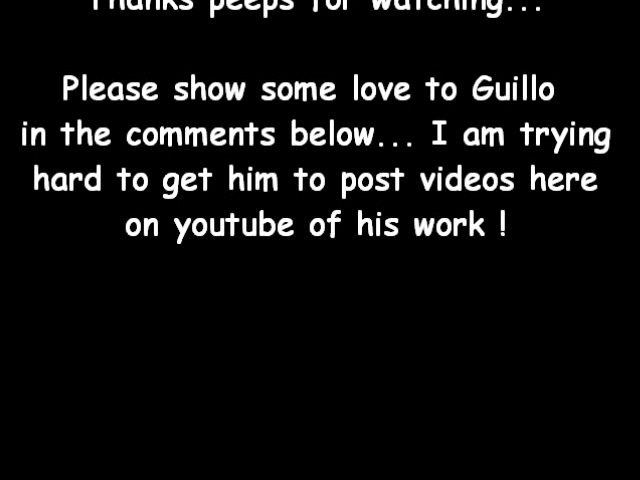 Thanks peeps for watching...
Please show some love to Guillo
in the comments below... I am trying
hard to get him to post videos here
on youtube of his work !